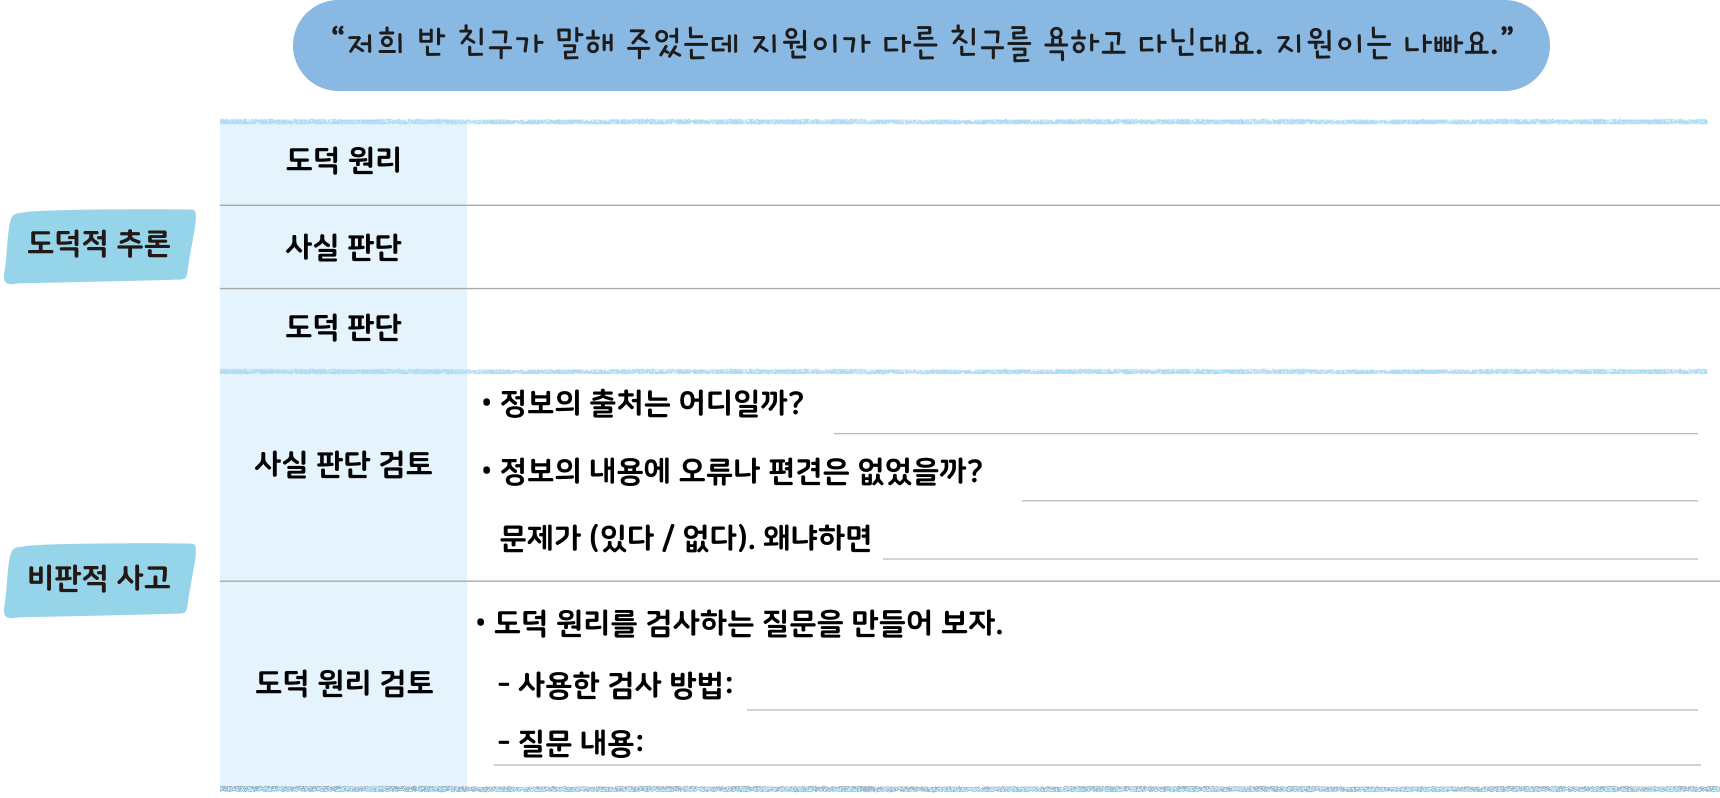 “저희 반 친구가 말해 주었는데 지원이가 다른 친구를 욕하고 다닌대요. 지원이는 나빠요.”
도덕적 추론
도덕 원리
사실 판단
도덕 판단
비판적 사고
사실 판단 검토
• 정보의 출처는 어디일까?
• 정보의 내용에 오류나 편견은 없었을까?
문제가 (있다 / 없다). 왜냐하면
도덕 원리 검토
• 도덕 원리를 검사하는 질문을 만들어 보자.
- 사용한 검사 방법:
- 질문 내용: